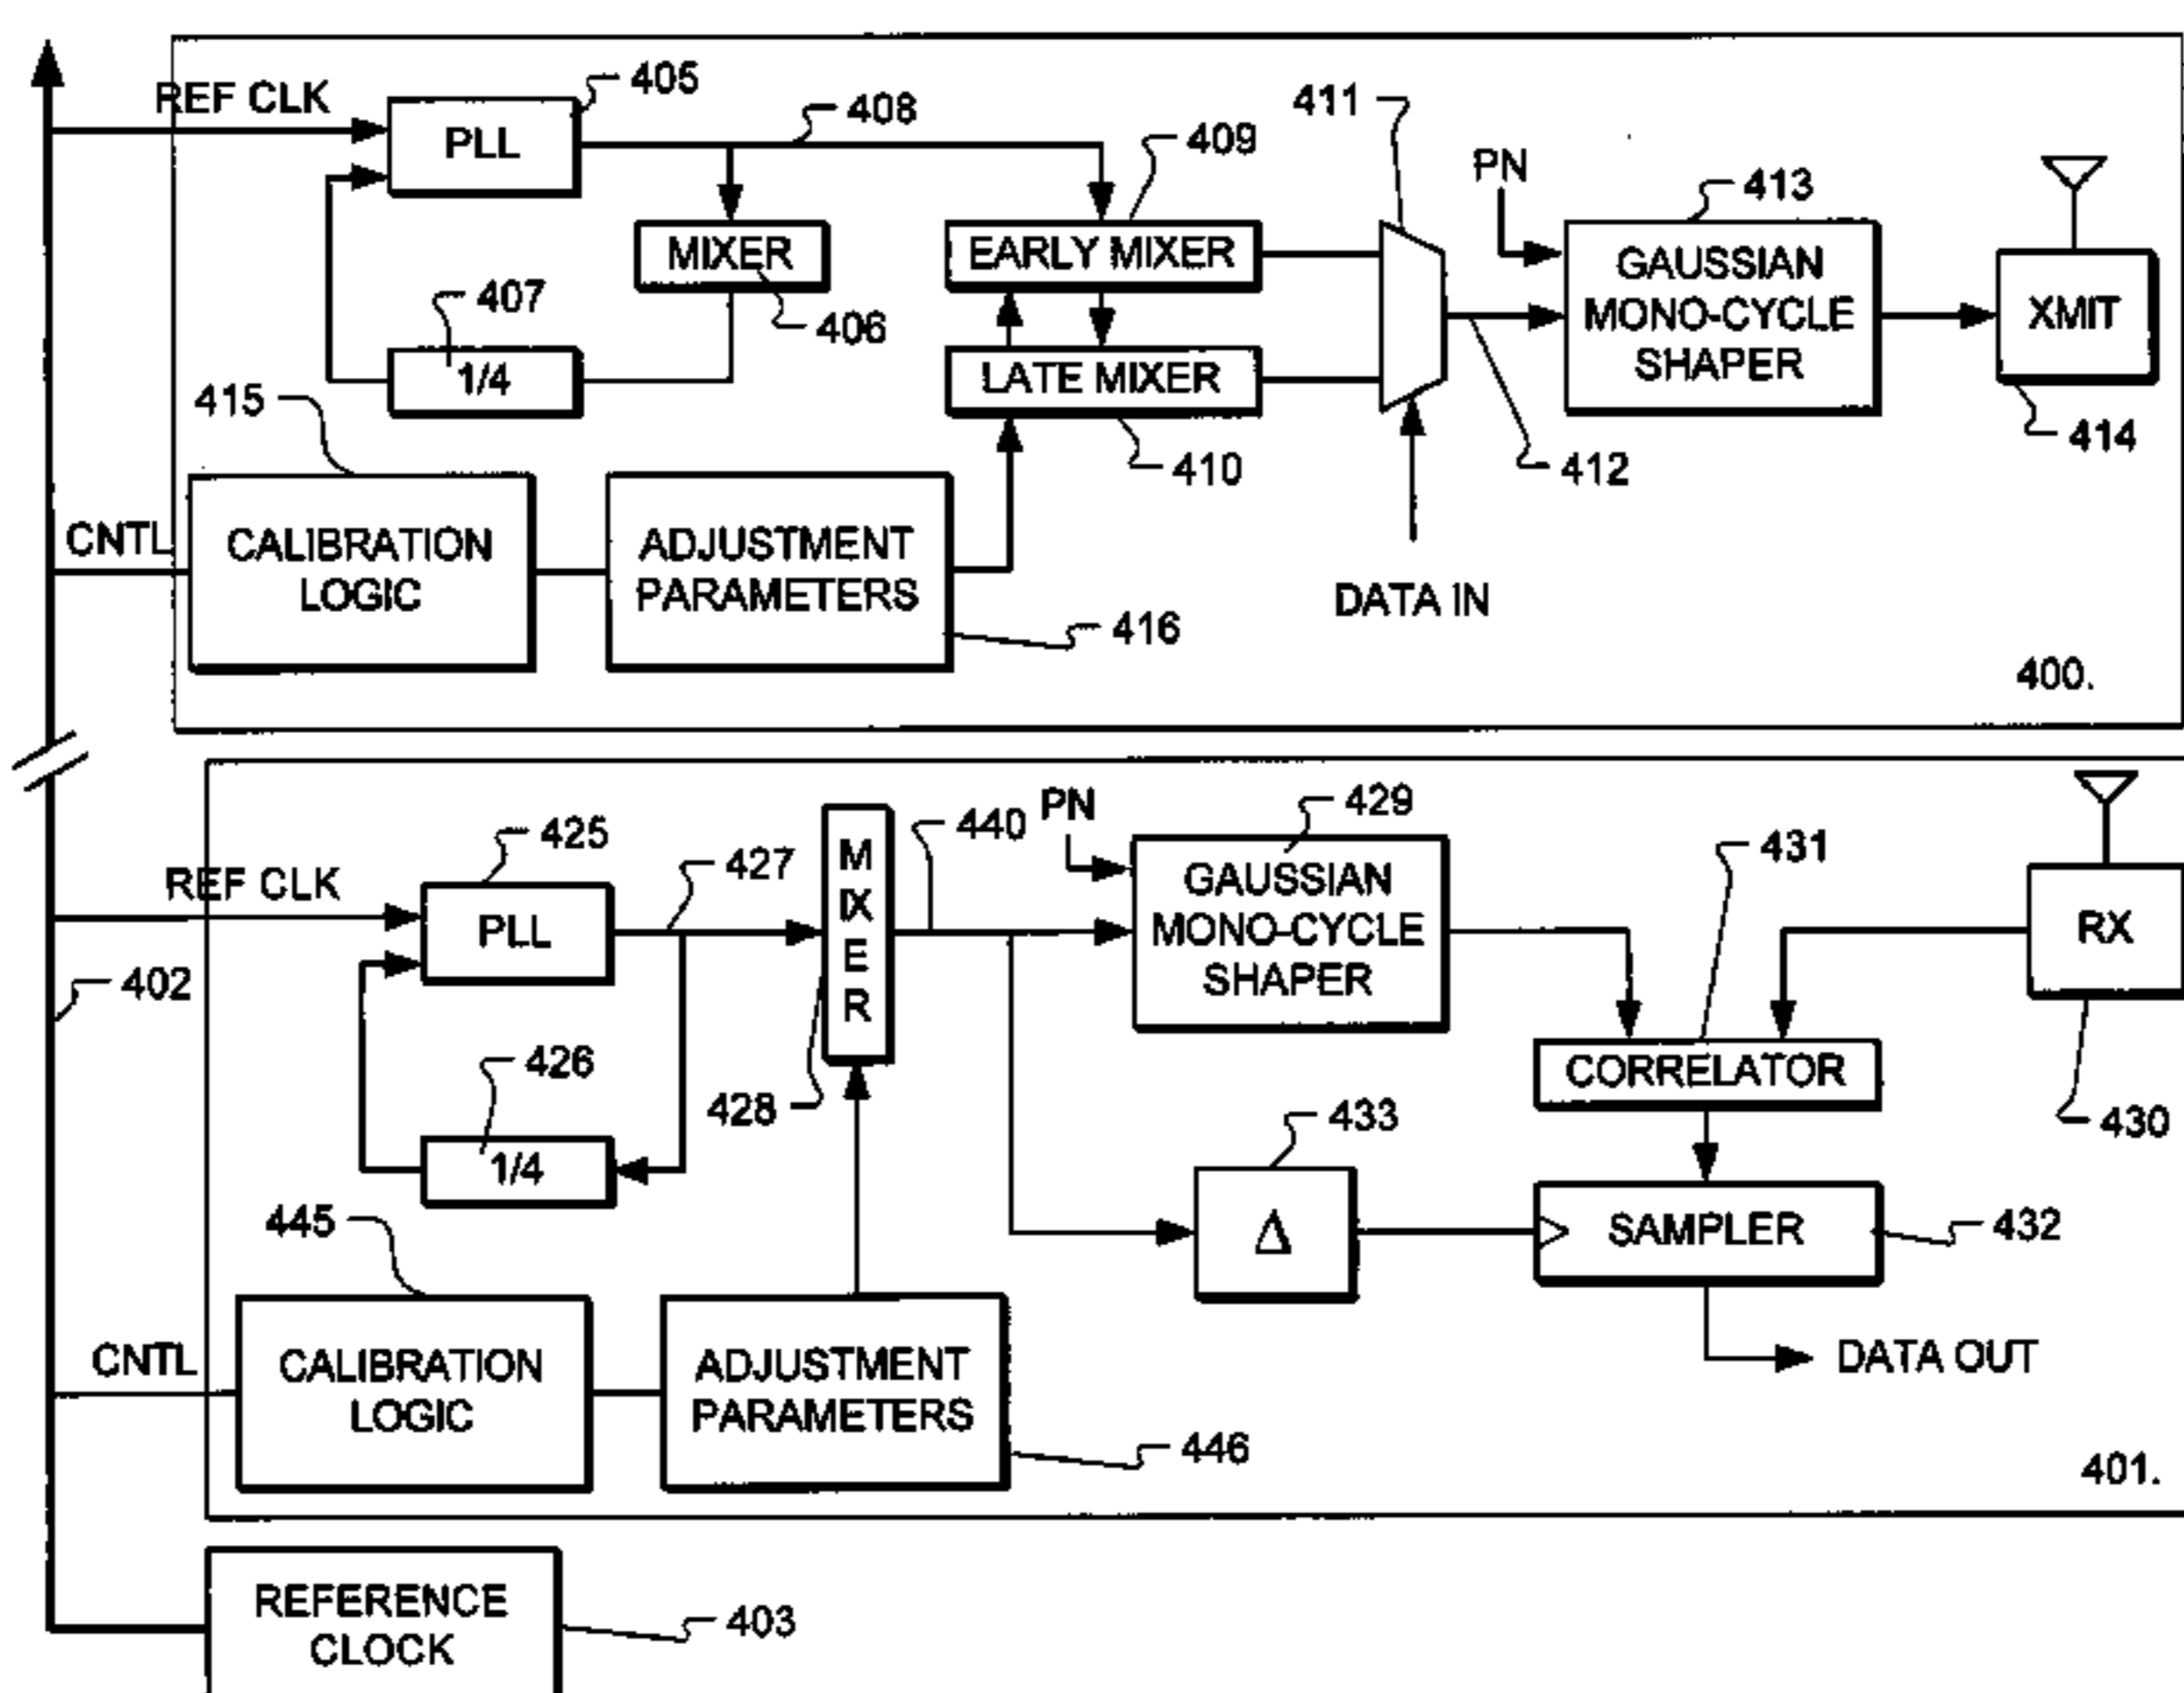 REF CLK
PLL
405
408
409
411
PN
413
MIXER
406
407
1/4
EARLY MIXER
LATE MIXER
410
412
GAUSSIAN
MONO-CYCLE
SHAPER
XMIT
414
415
CNTL
CALIBRATION
LOGIC
ADJUSTMENT
PARAMETERS
416
DATA IN
400.
REF CLK
PLL
425
427
MIXER
428
440
PN
429
GAUSSIAN
MONO-CYCLE
SHAPER
431
RX
430
402
426
1/4
433
Δ
CORRELATOR
SAMPLER
432
445
CNTL
CALIBRATION
LOGIC
ADJUSTMENT
PARAMETERS
446
DATA OUT
401.
REFERENCE
CLOCK
403